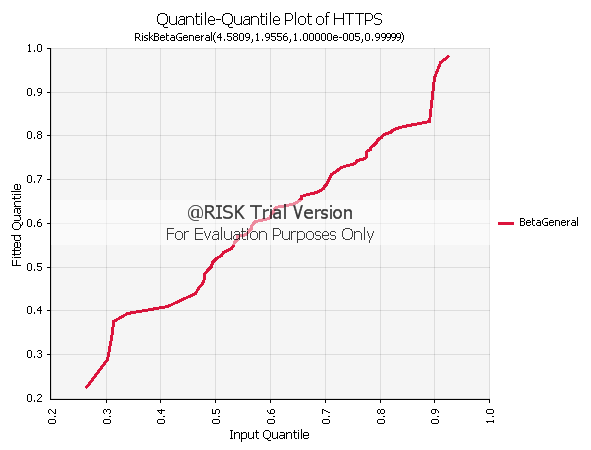 Quantile-Quantile Plot of HTTPS
RiskBetaGeneral(4.5809,1.9556,1.00000e-005,0.99999)
1.0
0.9
0.8
0.7
0.6
0.5
0.4
0.3
0.2
Fitted Quantile
@RISK Trial Version
For Evaluation Purposes Only
BetaGeneral
0.2
0.3
0.4
0.5
0.6
0.7
0.8
0.9
1.0
Input Quantile